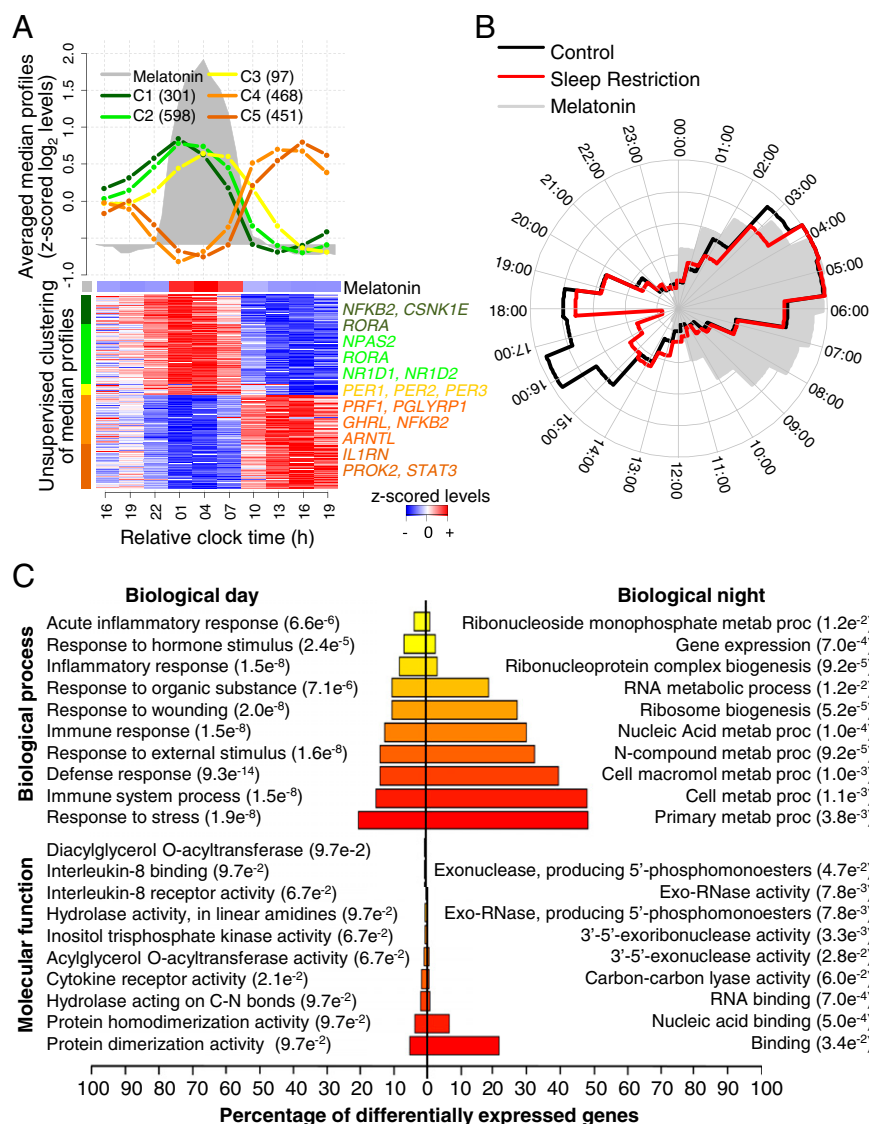 A
Averaged median profiles
(z-scored log2 levels)
2.0
1.5
1.0
0.5
0.0
-1.0
Melatonin
C1 (301)
C2 (598)
C3 (97)
C4 (468)
C5 (451)
Unsupervised clustering
of median profiles
Melatonin
NFKB2, CSNK1E
RORA
NPAS2
RORA
NR1D1, NR1D2
PER1, PER2, PER3
PRF1, PGLYRP1
GHRL, NFKB2
ARNTL
IL1RN
PROK2, STAT3
16 19 22 01 04 07 10 13 16 19
Relative clock time (h)
z-scored levels
- 0 +
B
Control
Sleep Restriction
Melatonin
00:00
01:00
02:00
03:00
04:00
05:00
06:00
07:00
08:00
09:00
10:00
11:00
12:00
13:00
14:00
15:00
16:00
17:00
18:00
19:00
20:00
21:00
22:00
23:00
C
Biological day
Biological night
Biological process
Acute inflammatory response (6.6e-6)
Ribonucleoside monophosphate metab proc (1.2e-2)
Response to hormone stimulus (2.4e-5)
Gene expression (7.0e-4)
Inflammatory response (1.5e-8)
Ribonucleoprotein complex biogenesis (9.2e-5)
Response to organic substance (7.1e-6)
RNA metabolic process (1.2e-2)
Response to wounding (2.0e-8)
Ribosome biogenesis (5.2e-5)
Immune response (1.5e-8)
Nucleic Acid metab proc (1.0e-4)
Response to external stimulus (1.6e-8)
N-compound metab proc (9.2e-5)
Defense response (9.3e-14)
Cell macromol metab proc (1.0e-3)
Immune system process (1.5e-8)
Cell metab proc (1.1e-3)
Response to stress (1.9e-8)
Primary metab proc (3.8e-3)
Molecular function
Diacylglycerol O-acyltransferase (9.7e-2)
Interleukin-8 binding (9.7e-2)
Exonuclease, producing 5'-phosphomonoesters (4.7e-2)
Interleukin-8 receptor activity (6.7e-2)
Exo-RNase activity (7.8e-3)
Hydrolase activity, in linear amidines (9.7e-2)
Exo-RNase, producing 5'-phosphomonoesters (7.8e-3)
Inositol trisphosphate kinase activity (6.7e-2)
3'-5'-exoribonuclease activity (3.3e-3)
Acylglycerol O-acyltransferase activity (6.7e-2)
3'-5'-exonuclease activity (2.8e-2)
Cytokine receptor activity (2.1e-2)
Carbon-carbon lyase activity (6.0e-2)
Hydrolase acting on C-N bonds (9.7e-2)
RNA binding (7.0e-4)
Protein homodimerization activity (9.7e-2)
Nucleic acid binding (5.0e-4)
Protein dimerization activity (9.7e-2)
Binding (3.4e-2)
100 90 80 70 60 50 40 30 20 10 0 10 20 30 40 50 60 70 80 90 100
Percentage of differentially expressed genes